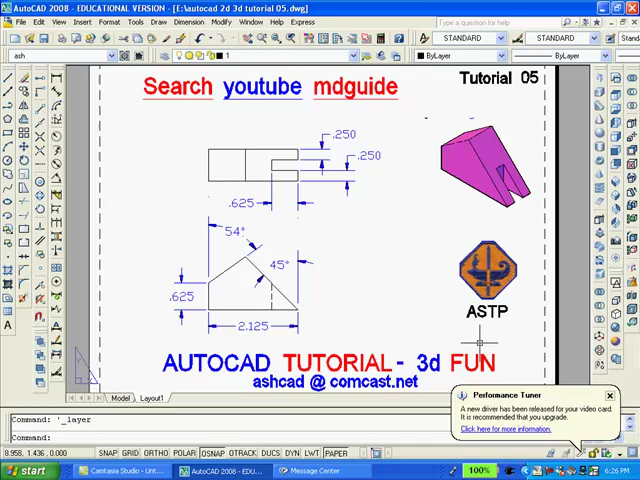 AutoCAD 2008 - EDUCATIONAL VERSION - [E:\autocad 2d 3d tutorial 05.dwg]
File Edit View Insert Format Tools Draw Dimension Modify Window Help Express
Type a question for help
1
STANDARD
STANDARD
Standa
ash
ByLayer
ByLayer
Search youtube mdguide
Tutorial 05
.250
.250
.625
54°
45°
.625
2.125
ASTP
AUTOCAD TUTORIAL - 3d FUN
ashcad @ comcast.net
Model Layout1
Performance Tuner
A new driver has been released for your video card.
It is recommended that you upgrade.
Click here for more information.
Command: '_layer
Command:
8.958, 1.436, 0.000
SNAP GRID ORTHO POLAR OSNAP OTRACK DUCS DYN LWT PAPER
start
Camtasia Studio - Unt...
AutoCAD 2008 - EDU...
Message Center
100%
6:26 PM